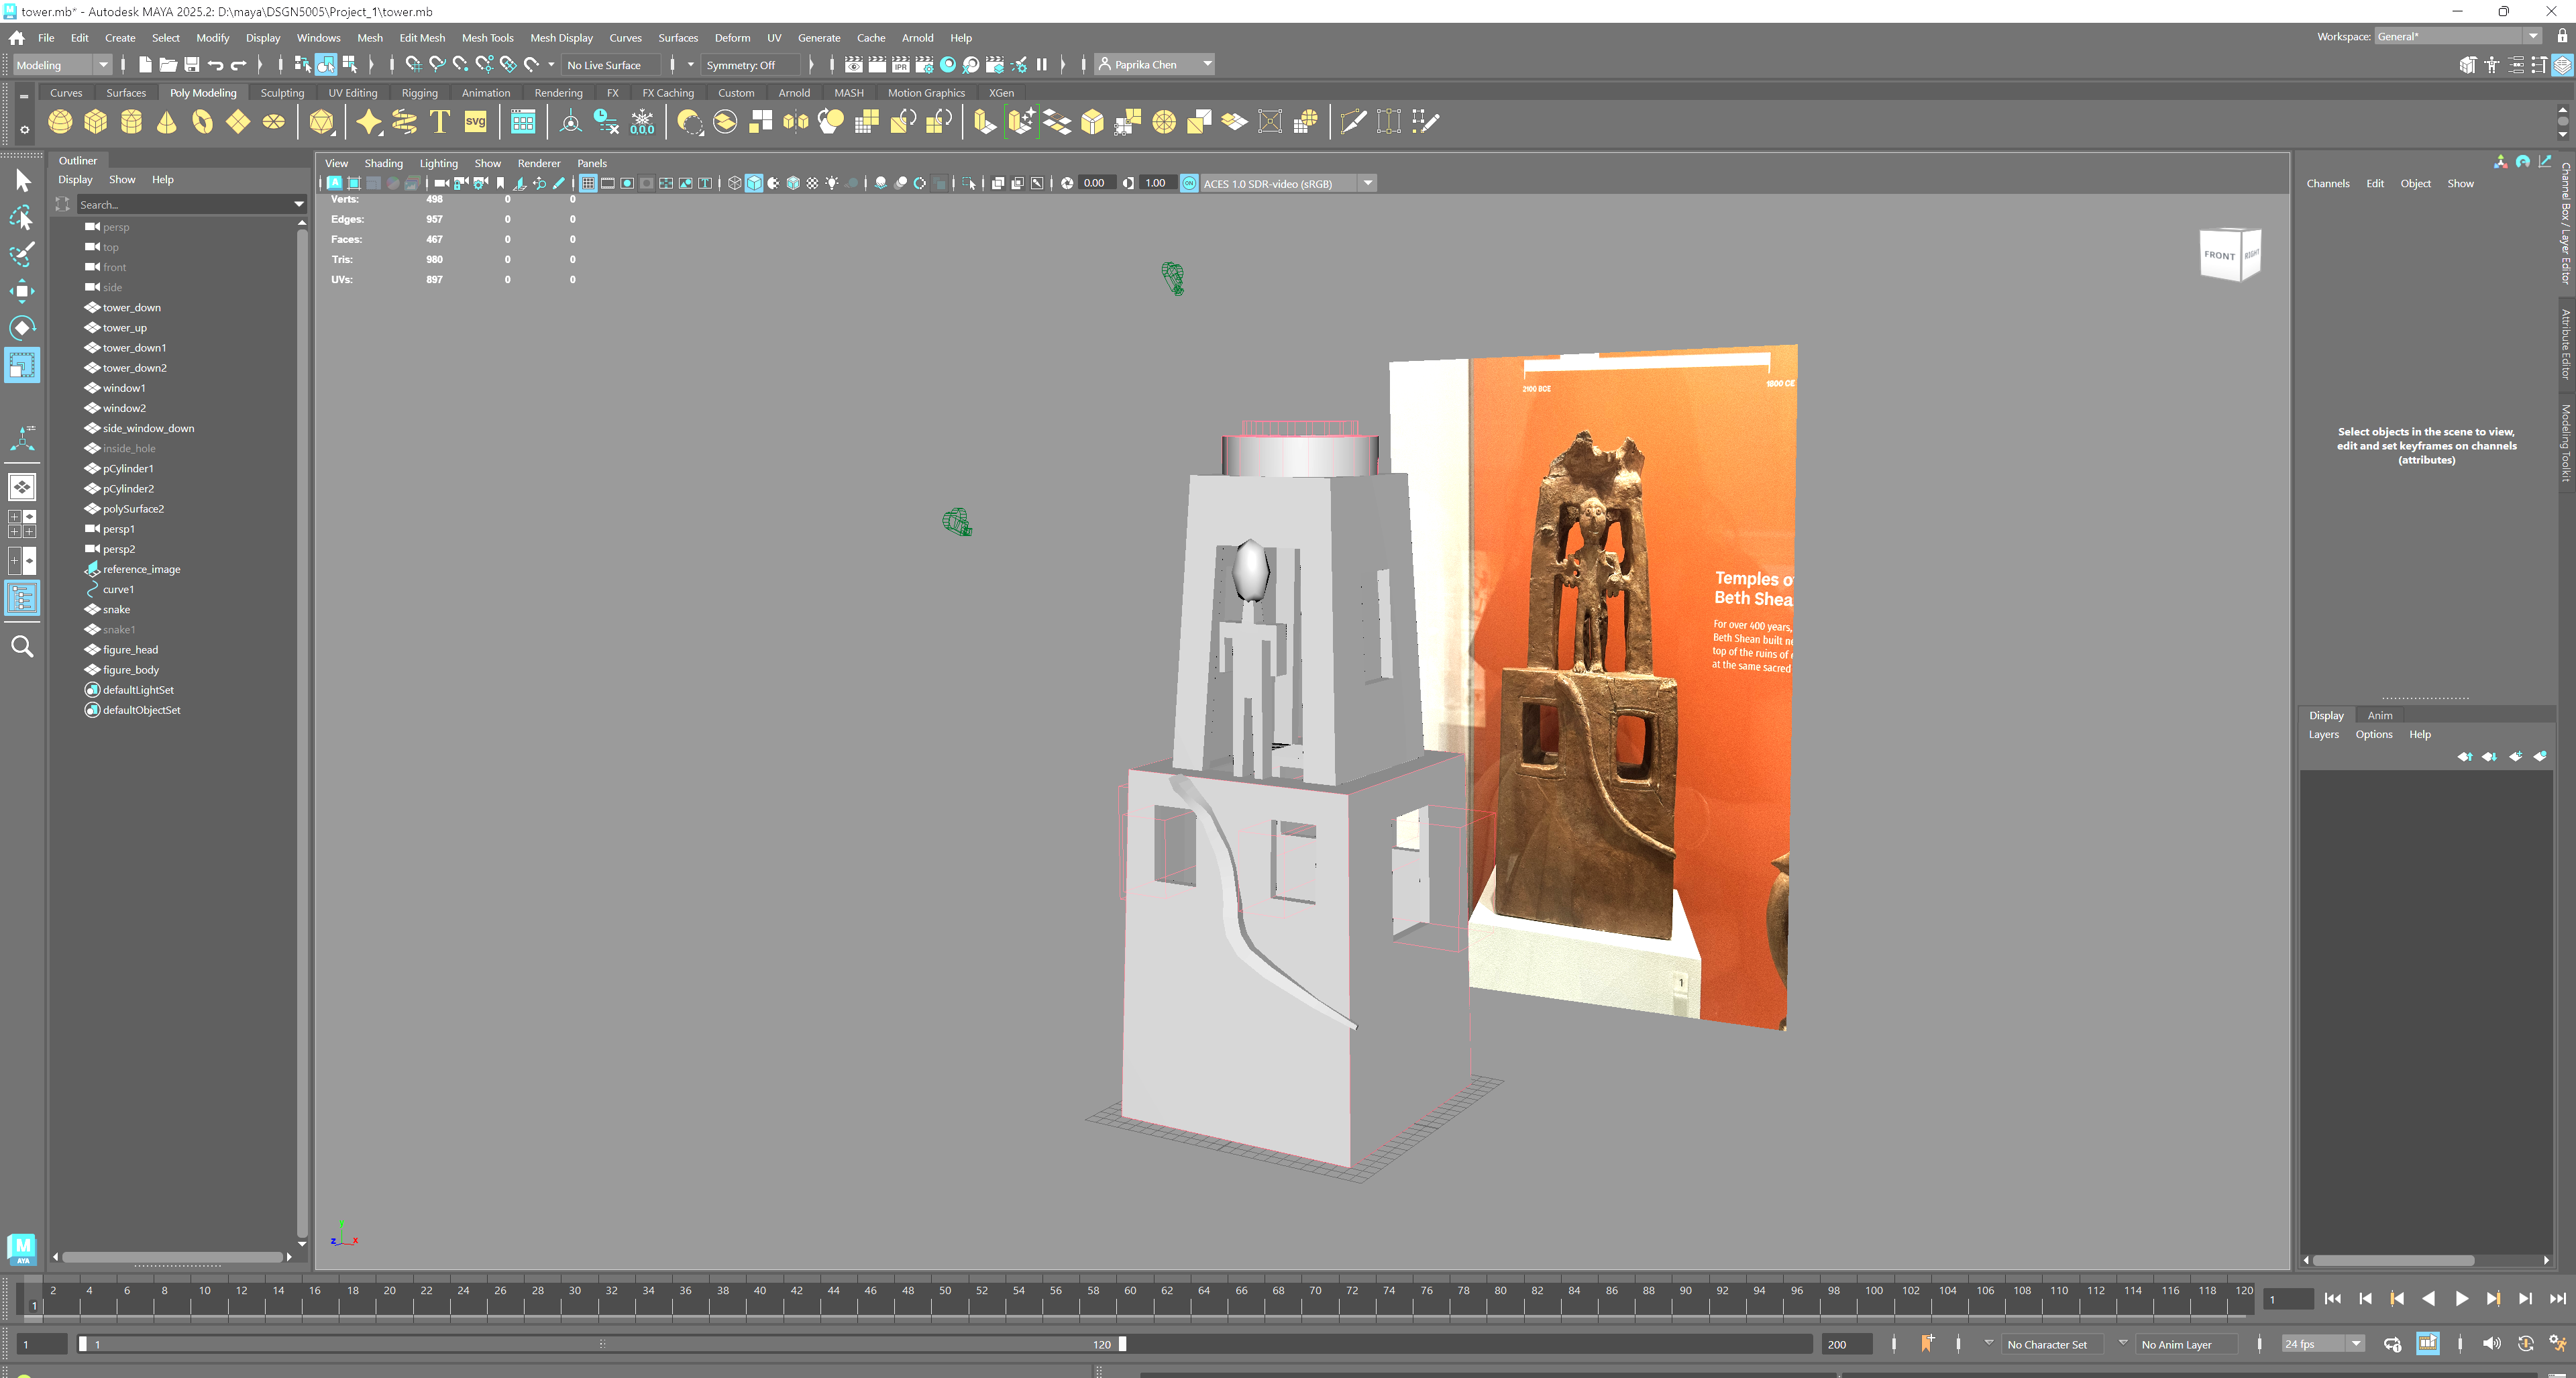 tower.mb* - Autodesk MAYA 2025.2: D:\maya\DSGN5005\Project_1\tower.mb
File Edit Create Select Modify Display Windows Mesh Edit Mesh Mesh Tools Mesh Display Curves Surfaces Deform UV Generate Cache Arnold Help
Workspace: General*
Modeling
No Live Surface
Symmetry: Off
IPR
Paprika Chen
Curves Surfaces Poly Modeling Sculpting UV Editing Rigging Animation Rendering FX FX Caching Custom Arnold MASH Motion Graphics XGen
T
SVG
0,0,0
Outliner
Display Show Help
Search...
persp
top
front
side
tower_down
tower_up
tower_down1
tower_down2
window1
window2
side_window_down
inside_hole
pCylinder1
pCylinder2
polySurface2
persp1
persp2
reference_image
curve1
snake
snake1
figure_head
figure_body
defaultLightSet
defaultObjectSet
View Shading Lighting Show Renderer Panels
0.00
1.00
ON
ACES 1.0 SDR-video (sRGB)
Verts: 498 0 0
Edges: 957 0 0
Faces: 467 0 0
Tris: 980 0 0
UVs: 897 0 0
FRONT
RIGHT
2100 BCE
1800 CE
Temples o
Beth Shea
For over 400 years,
Beth Shean built ne
top of the ruins of
at the same sacred
1
z x
Channels Edit Object Show
Select objects in the scene to view,
edit and set keyframes on channels
(attributes)
Channel Box / Layer Editor
Attribute Editor
Modeling Toolkit
Display Anim
Layers Options Help
M
AYA
2 4 6 8 10 12 14 16 18 20 22 24 26 28 30 32 34 36 38 40 42 44 46 48 50 52 54 56 58 60 62 64 66 68 70 72 74 76 78 80 82 84 86 88 90 92 94 96 98 100 102 104 106 108 110 112 114 116 118 120
1
1
1
1
120
200
No Character Set
No Anim Layer
24 fps